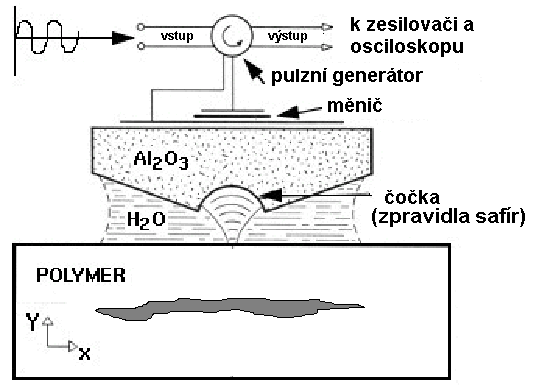 k zesilovači a
osciloskopu
vstup
výstup
pulzní generátor
měnič
Al2O3
čočka
(zpravidla safír)
H2O
POLYMER
Y
x